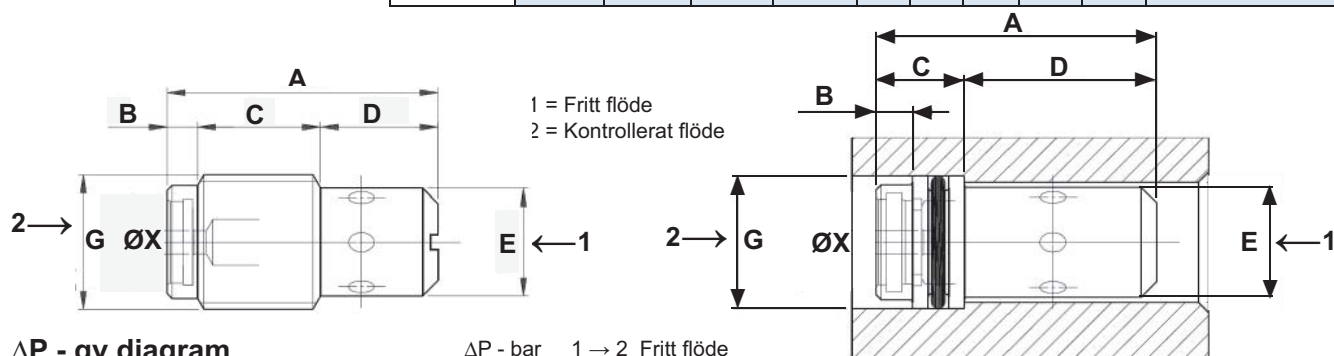 A
B C D
1 = Fritt flöde
2 = Kontrollerat flöde
2→ G ØX E ←1
A
C D
B
2→ G ØX E ←1
ΔP - qv diagram
ΔP - bar 1 → 2 Fritt flöde